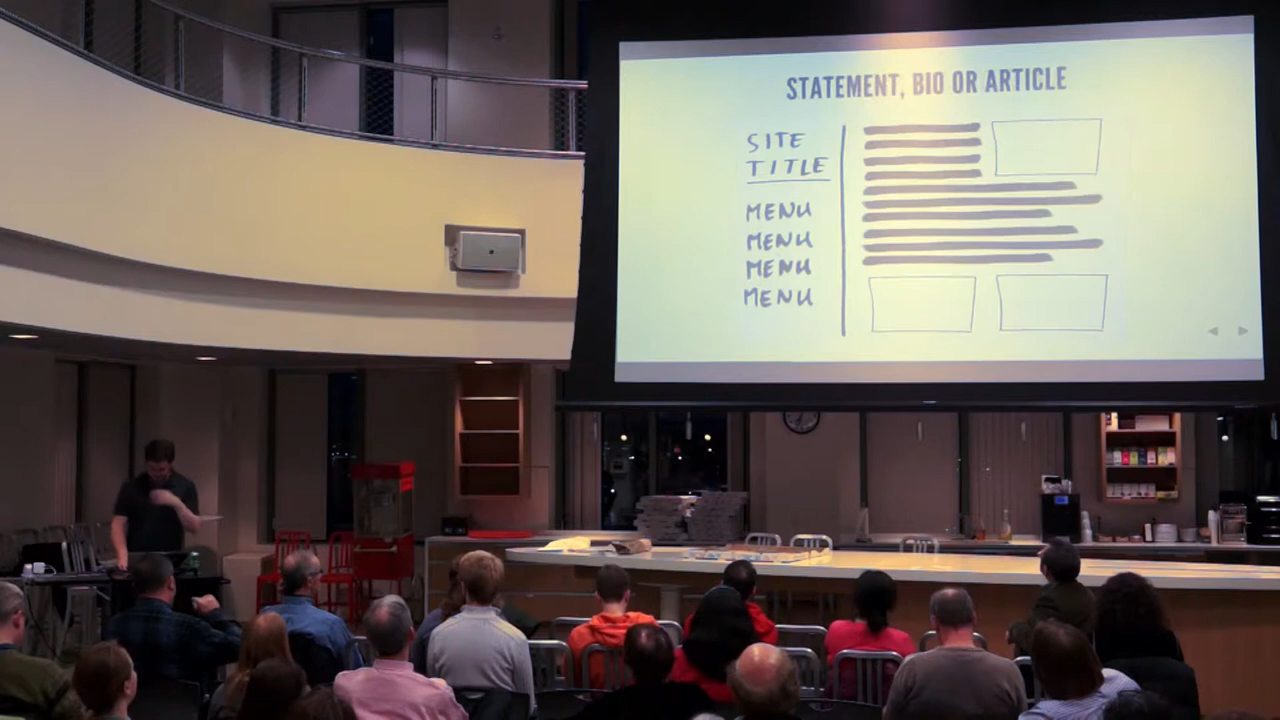 STATEMENT, BIO OR ARTICLE
SITE
TITLE
MENU
MENU
MENU
MENU